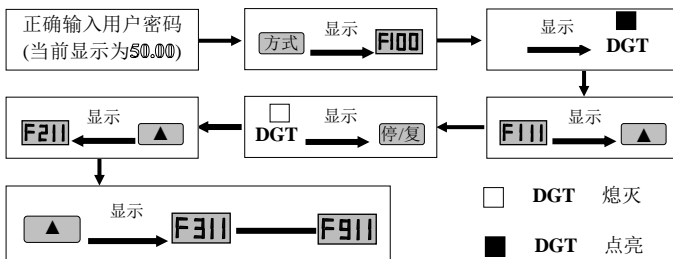 正确输入用户密码
(当前显示为50.00)
方式
显示
F100
显示
DGT
F211
显示
▲
DGT
显示
停/复
F111
显示
▲
▲
显示
F311
F911
DGT 熄灭
DGT 点亮